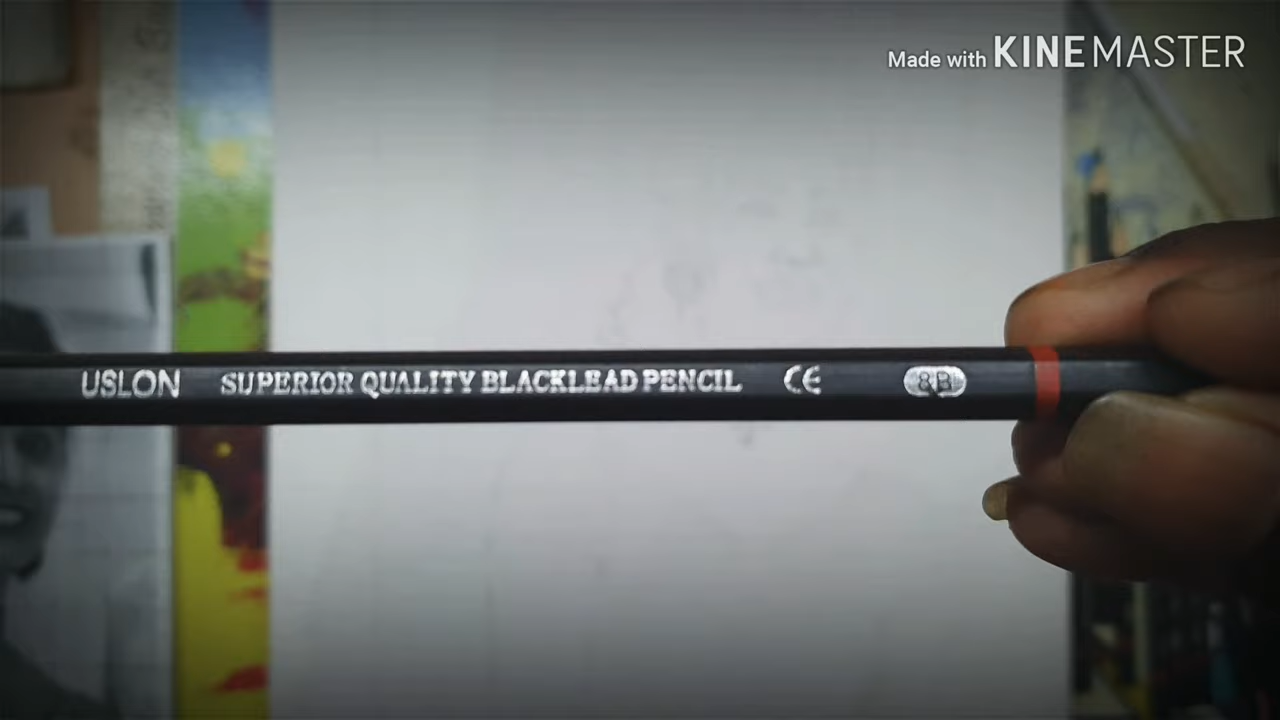 Made with KINEMASTER
USLON SUPERIOR QUALITY BLACKLEAD PENCIL CE 8B